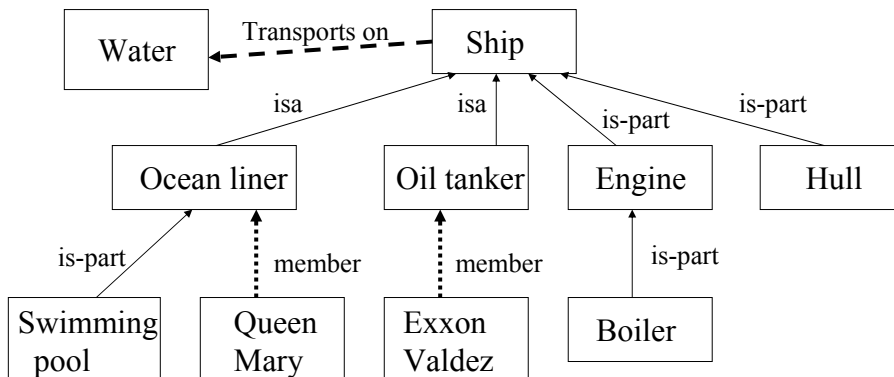 Water
Transports on
Ship
isa
isa
is-part
is-part
Ocean liner
Oil tanker
Engine
Hull
is-part
member
member
is-part
Swimming
pool
Queen
Mary
Exxon
Valdez
Boiler